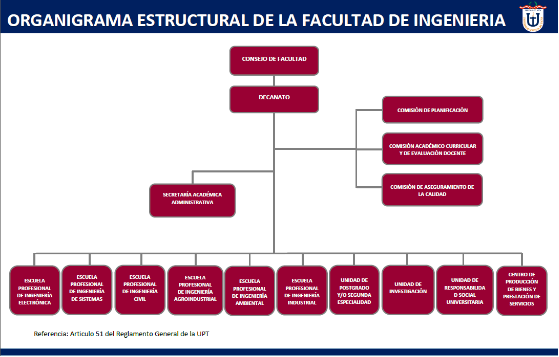 ORGANIGRAMA ESTRUCTURAL DE LA FACULTAD DE INGENIERIA
CONSEJO DE FACULTAD
DECANATO
COMISIÓN DE PLANIFICACIÓN
COMISIÓN ACADÉMICO CURRICULAR
Y DE EVALUACIÓN DOCENTE
COMISIÓN DE ASEGURAMIENTO DE
LA CALIDAD
SECRETARÍA ACADÉMICA
ADMINISTRATIVA
ESCUELA
PROFESIONAL
DE INGENIERÍA
ELECTRÓNICA
ESCUELA
PROFESIONAL
DE INGENIERÍA
DE SISTEMAS
ESCUELA
PROFESIONAL
DE INGENIERÍA
CIVIL
ESCUELA
PROFESIONAL
DE INGENIERÍA
AGROINDUSTRIAL
ESCUELA
PROFESIONAL
DE INGENIERÍA
AMBIENTAL
ESCUELA
PROFESIONAL
DE INGENIERÍA
INDUSTRIAL
UNIDAD DE
POSTGRADO
Y/O SEGUNDA
ESPECIALIDAD
UNIDAD DE
INVESTIGACIÓN
UNIDAD DE
RESPONSABILIDA
D SOCIAL
UNIVERSITARIA
CENTRO DE
PRODUCCIÓN
DE BIENES Y
PRESTACIÓN DE
SERVICIOS
Referencia: Articulo 51 del Reglamento General de la UPT